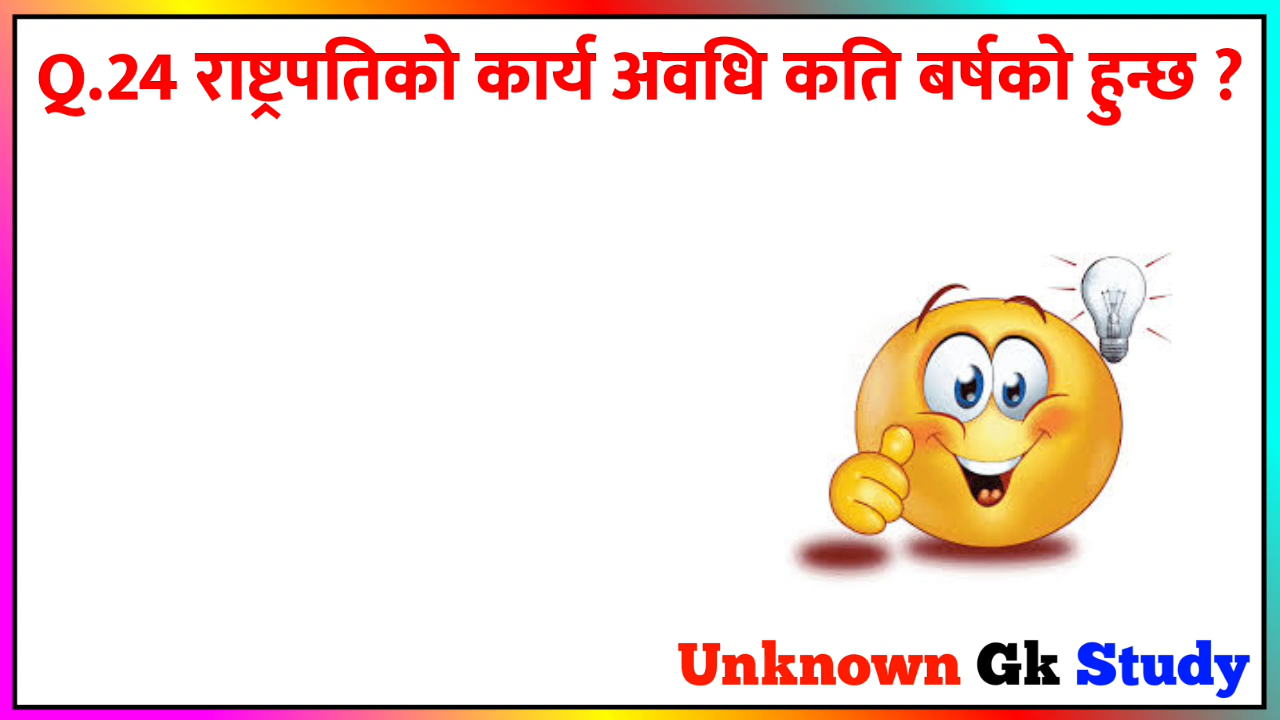 Q.24 राष्ट्रपतिको कार्य अवधि कति बर्षको हुन्छ ?
Unknown Gk Study